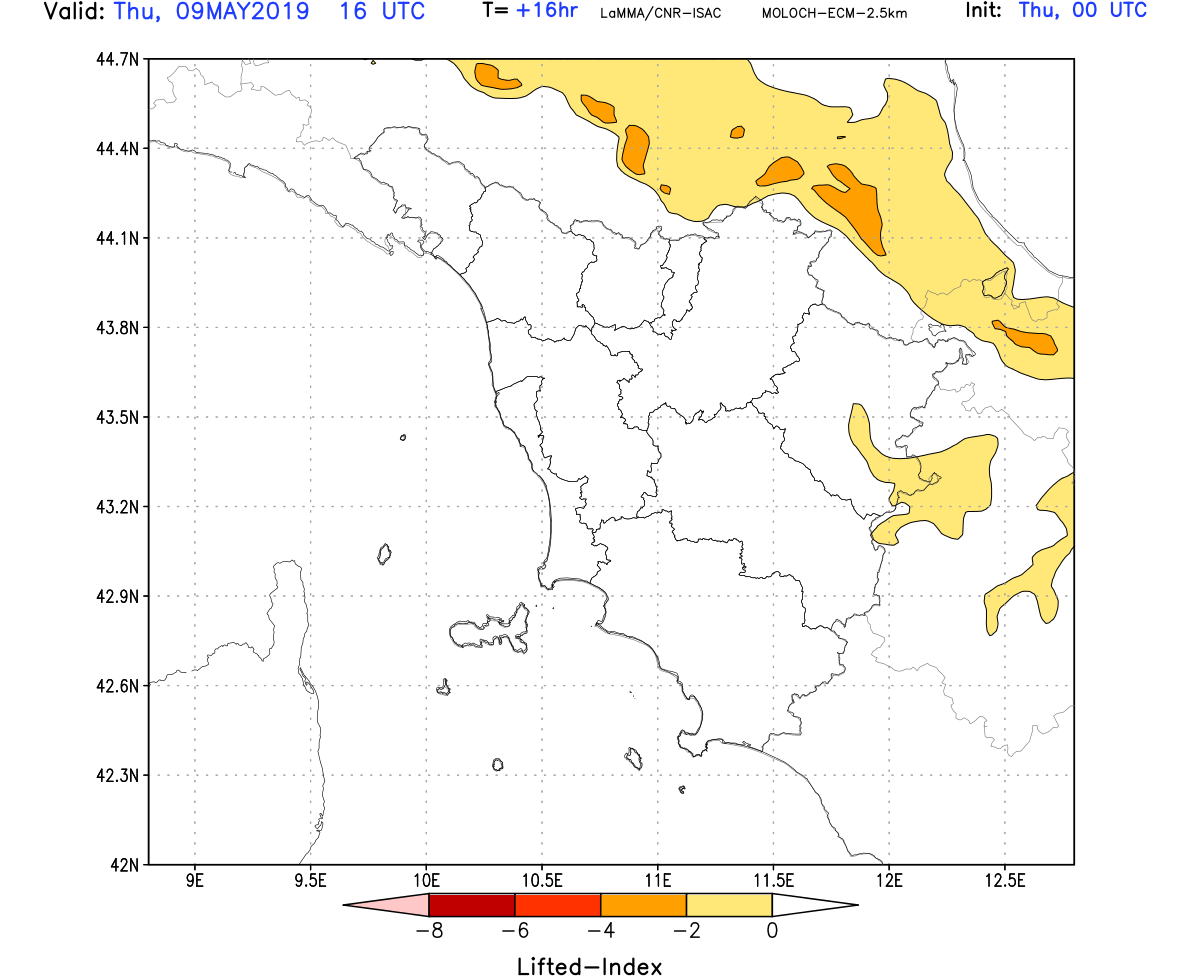 Valid: Thu, 09MAY2019 16 UTC T= +16hr LaMMA/CNR-ISAC MOLOCH-ECM-2.5km Init: Thu, 00 UTC
44.7N
44.4N
44.1N
43.8N
43.5N
43.2N
42.9N
42.6N
42.3N
42N
9E 9.5E 10E 10.5E 11E 11.5E 12E 12.5E
-8 -6 -4 -2 0
Lifted-Index